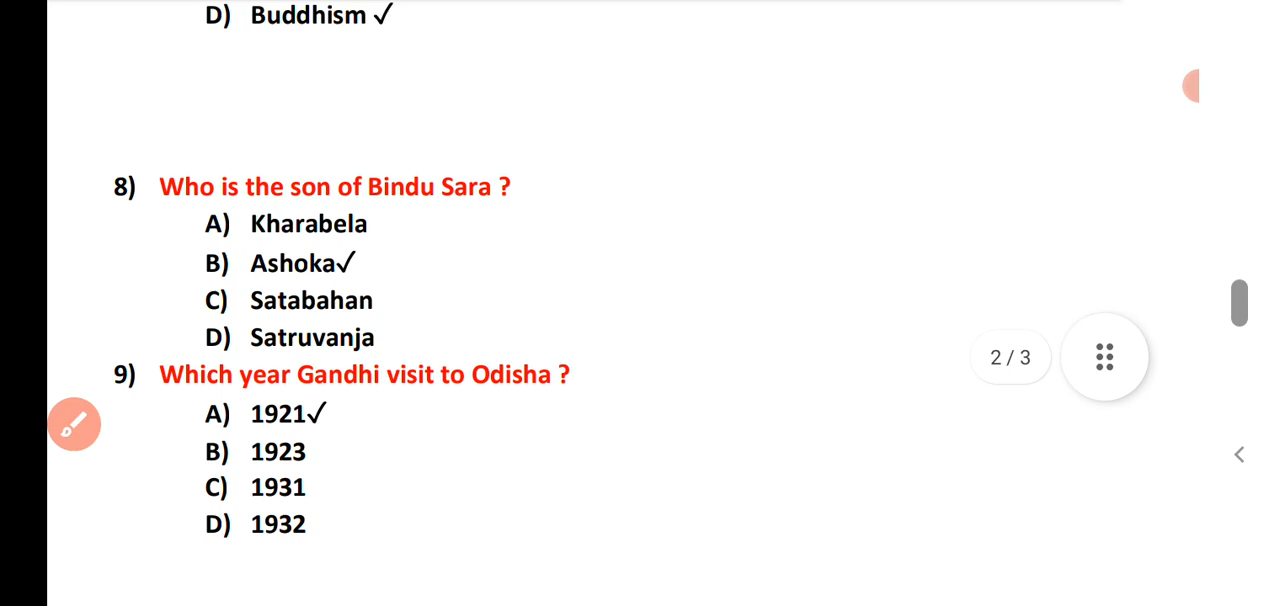 D) Buddhism ✓
8) Who is the son of Bindu Sara ?
A) Kharabela
B) Ashoka✓
C) Satabahan
D) Satruvanja
9) Which year Gandhi visit to Odisha ?
A) 1921✓
B) 1923
C) 1931
D) 1932
2 / 3